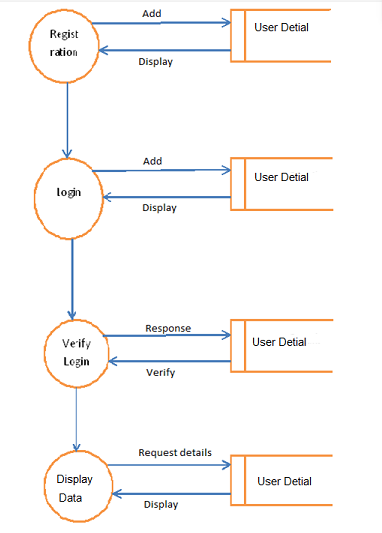 Add
User Detial
Regist
ration
Display
Add
User Detial
login
Display
Response
User Detial
Verify
Login
Verify
Request details
Display
Data
User Detial
Display